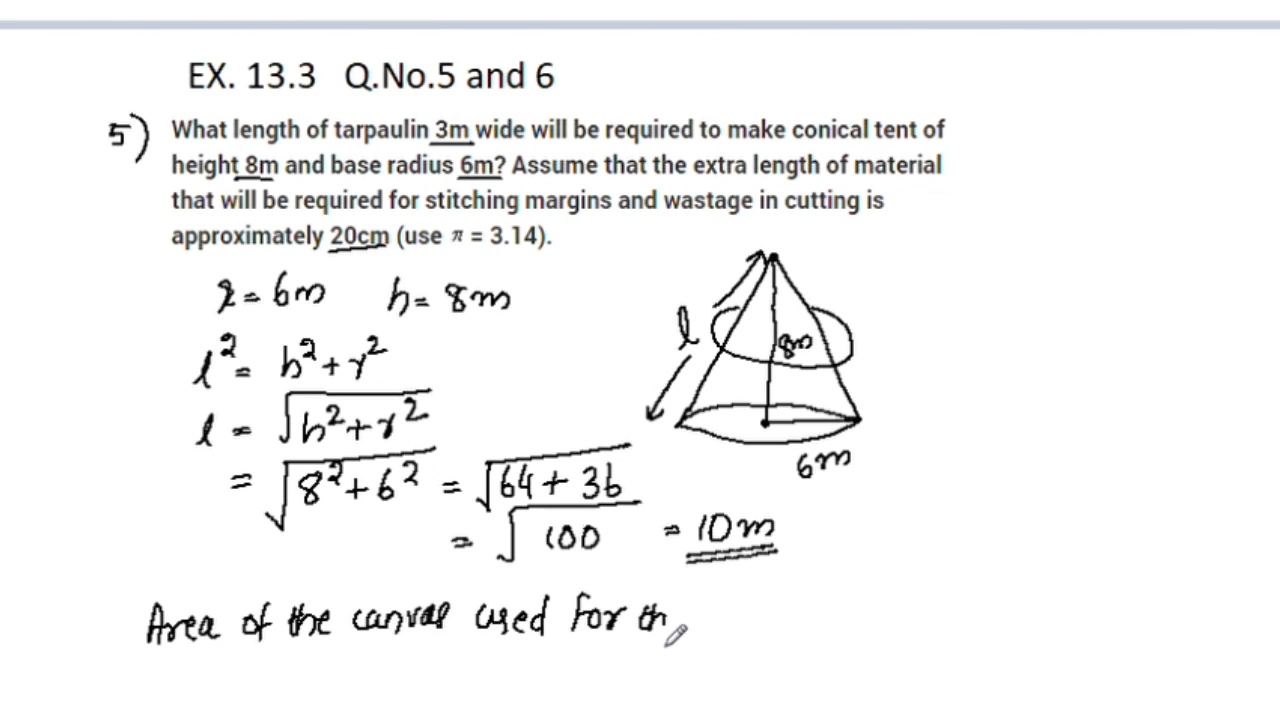 EX. 13.3 Q.No.5 and 6
5) What length of tarpaulin 3m wide will be required to make conical tent of
height 8m and base radius 6m? Assume that the extra length of material
that will be required for stitching margins and wastage in cutting is
approximately 20cm (use π = 3.14).
r = 6m h = 8m
l² = h² + r²
l = √h² + r²
= √8² + 6² = √64 + 36
= √100 = 10m
l
8m
6m
Area of the canvas used for th